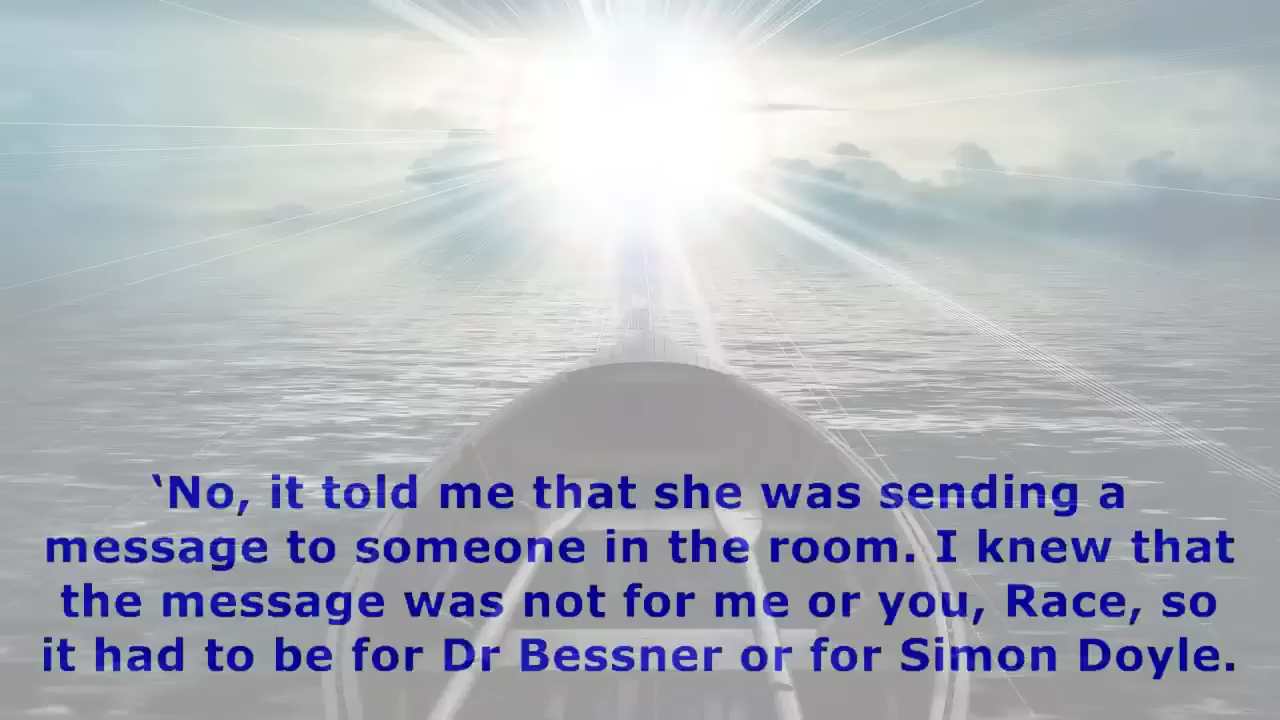 ‘No, it told me that she was sending a
message to someone in the room. I knew that
the message was not for me or you, Race, so
it had to be for Dr Bessner or for Simon Doyle.